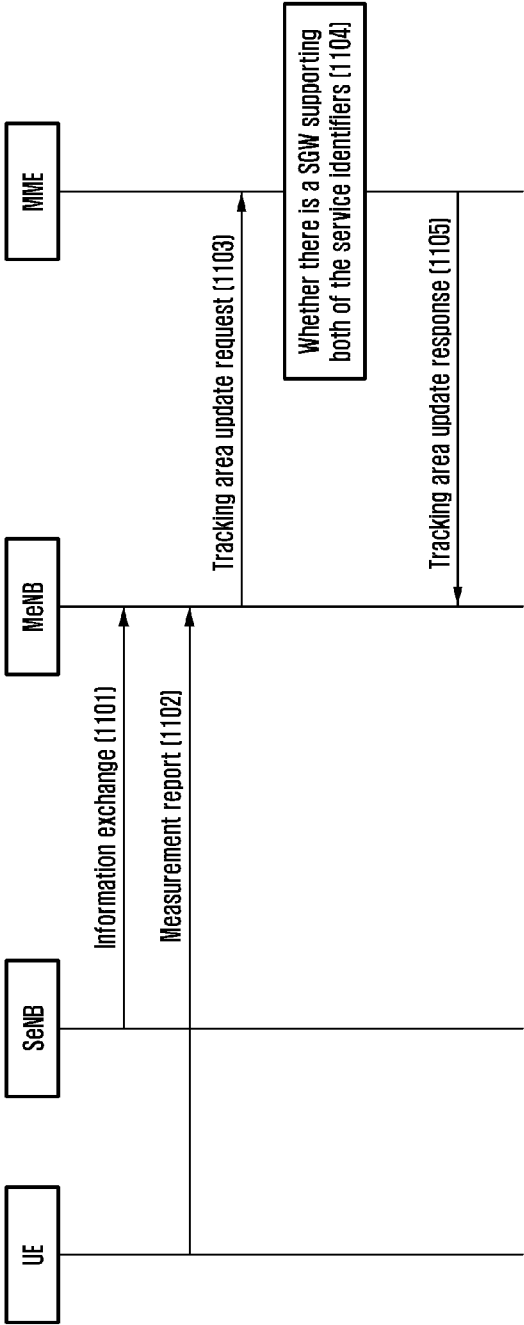 UE
SeNB
MeNB
MME
Information exchange (1101)
Measurement report (1102)
Tracking area update request (1103)
Whether there is a SGW supporting
both of the service identifiers (1104)
Tracking area update response (1105)